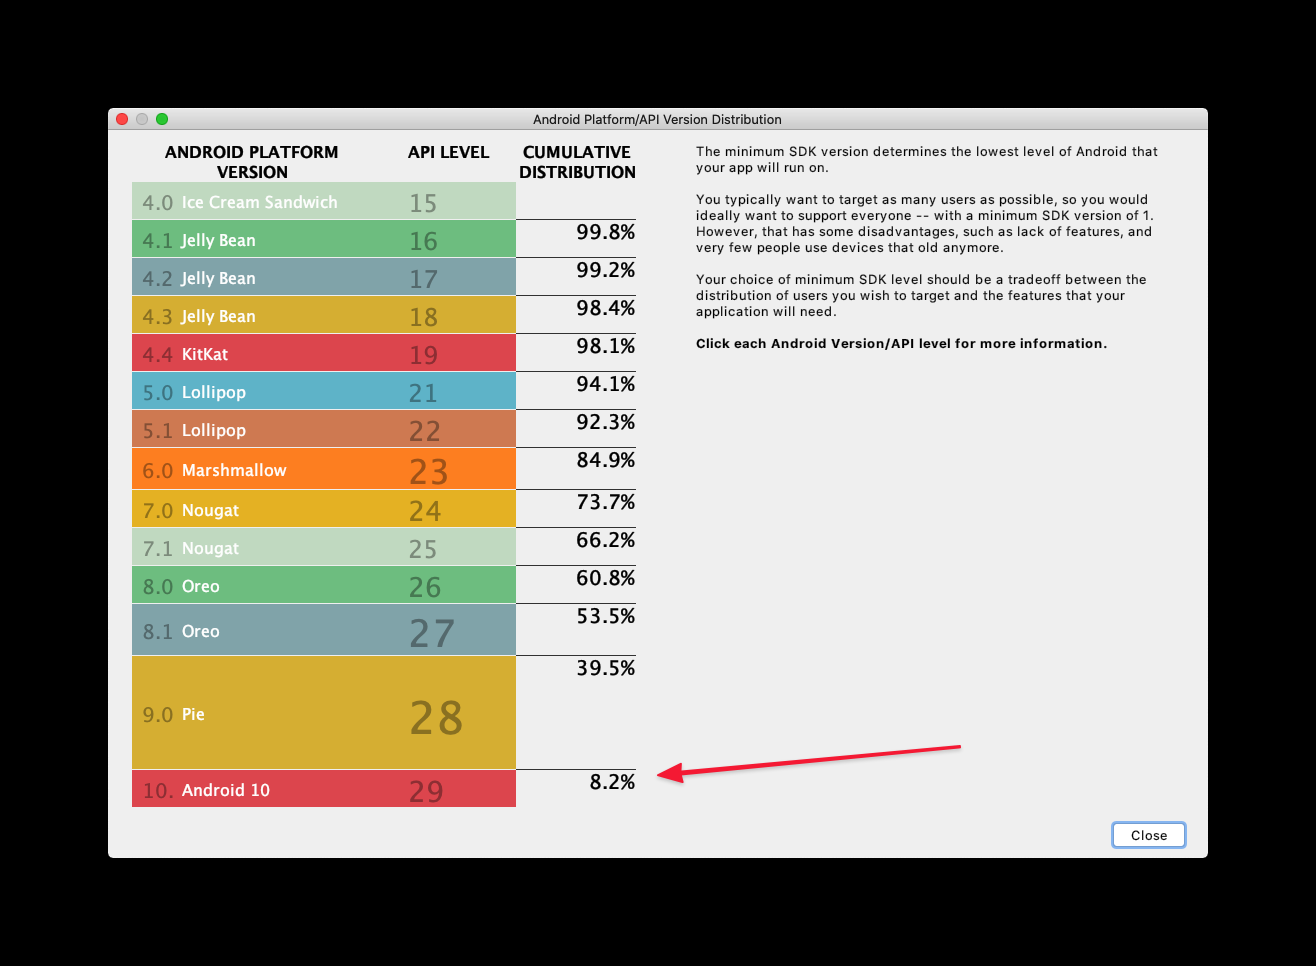 Android Platform/API Version Distribution
ANDROID PLATFORM
VERSION
API LEVEL
CUMULATIVE
DISTRIBUTION
4.0 Ice Cream Sandwich 15
99.8%
4.1 Jelly Bean 16
99.2%
4.2 Jelly Bean 17
98.4%
4.3 Jelly Bean 18
98.1%
4.4 KitKat 19
94.1%
5.0 Lollipop 21
92.3%
5.1 Lollipop 22
84.9%
6.0 Marshmallow 23
73.7%
7.0 Nougat 24
66.2%
7.1 Nougat 25
60.8%
8.0 Oreo 26
53.5%
8.1 Oreo 27
39.5%
9.0 Pie 28
8.2%
10. Android 10 29
The minimum SDK version determines the lowest level of Android that
your app will run on.
You typically want to target as many users as possible, so you would
ideally want to support everyone -- with a minimum SDK version of 1.
However, that has some disadvantages, such as lack of features, and
very few people use devices that old anymore.
Your choice of minimum SDK level should be a tradeoff between the
distribution of users you wish to target and the features that your
application will need.
Click each Android Version/API level for more information.
Close